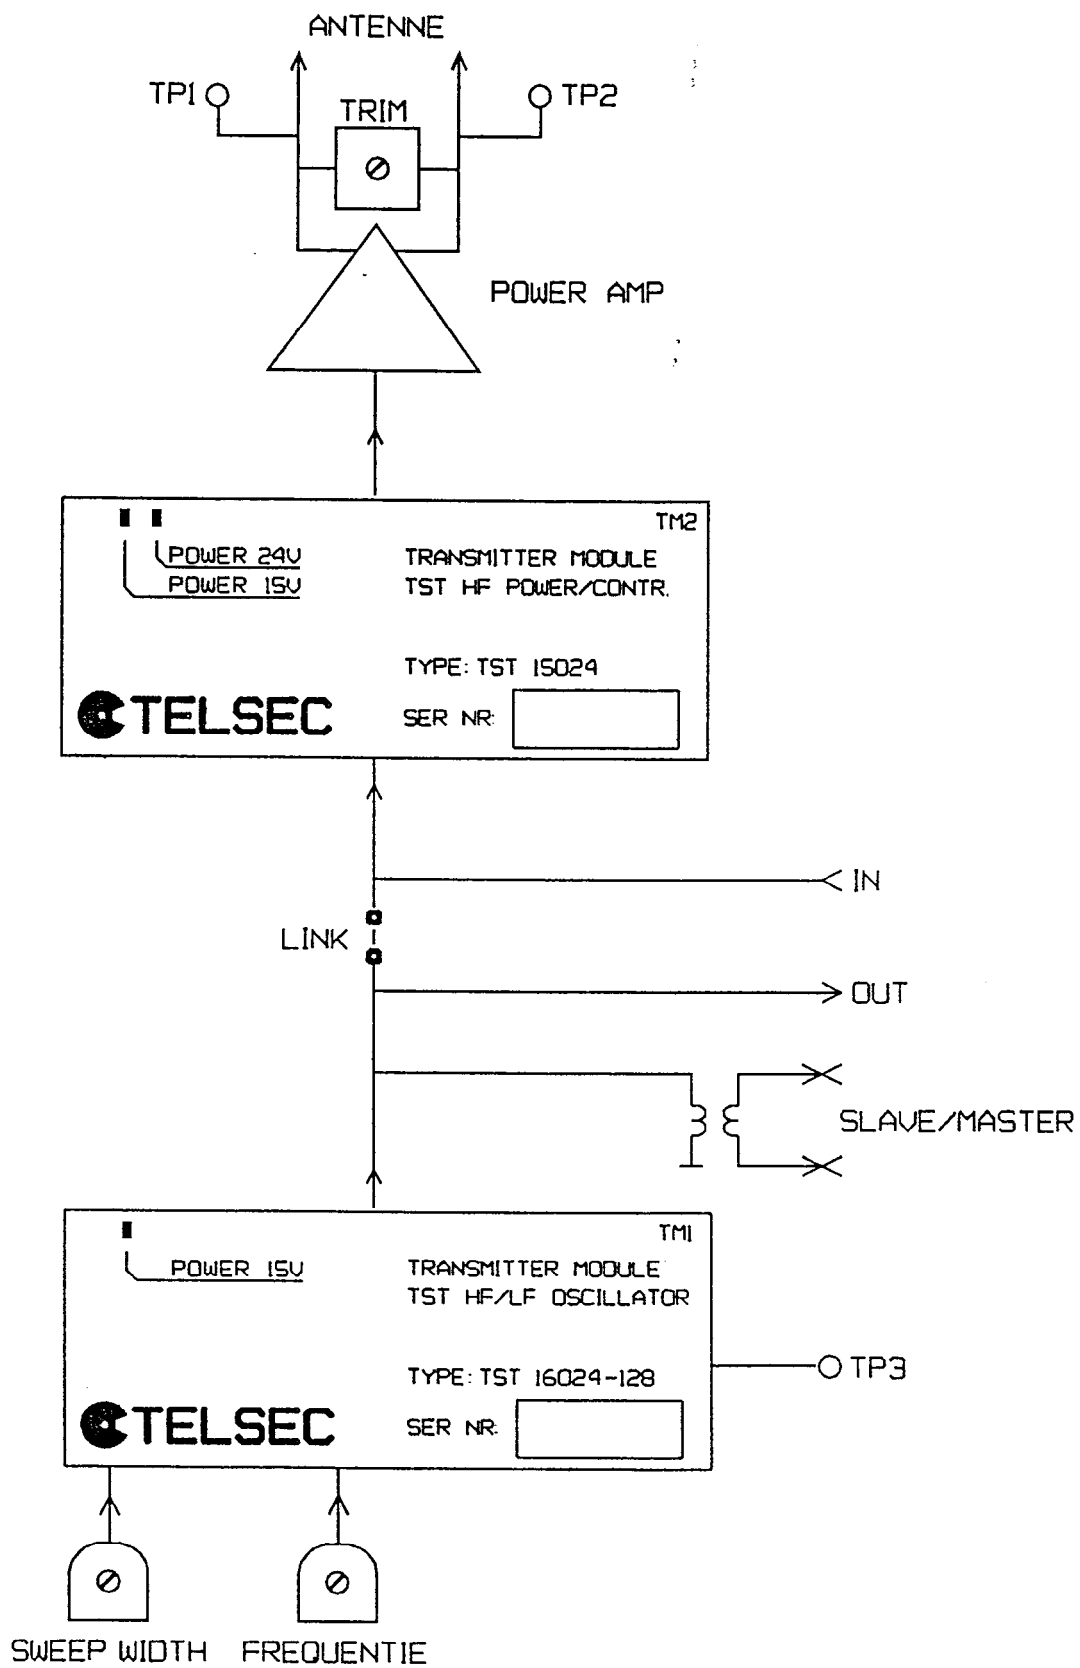 ANTENNE
TP1
TP2
TRIM
POWER AMP
TM2
POWER 24V
POWER 15V
TRANSMITTER MODULE
TST HF POWER/CONTR.
TYPE: TST 15024
TELSEC
SER NR:
IN
LINK
OUT
SLAVE/MASTER
TM1
POWER 15V
TRANSMITTER MODULE
TST HF/LF OSCILLATOR
TP3
TYPE: TST 16024-128
TELSEC
SER NR:
SWEEP WIDTH
FREQUENTIE